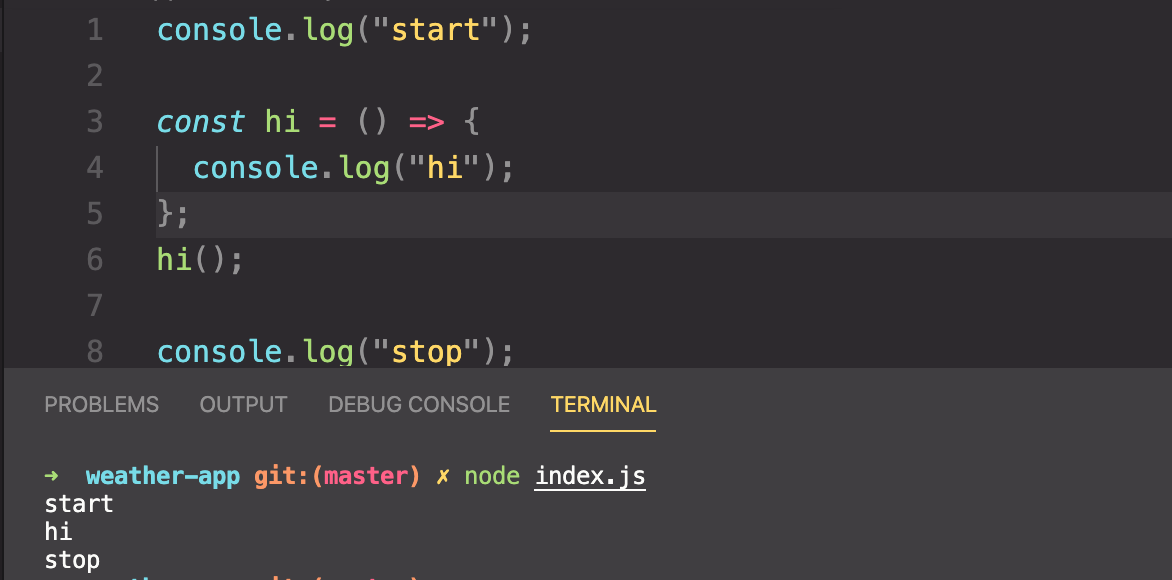 1 console.log("start");
2
3 const hi = () => {
4 console.log("hi");
5 };
6 hi();
7
8 console.log("stop");
PROBLEMS OUTPUT DEBUG CONSOLE TERMINAL
➜ weather-app git:(master) ✗ node index.js
start
hi
stop